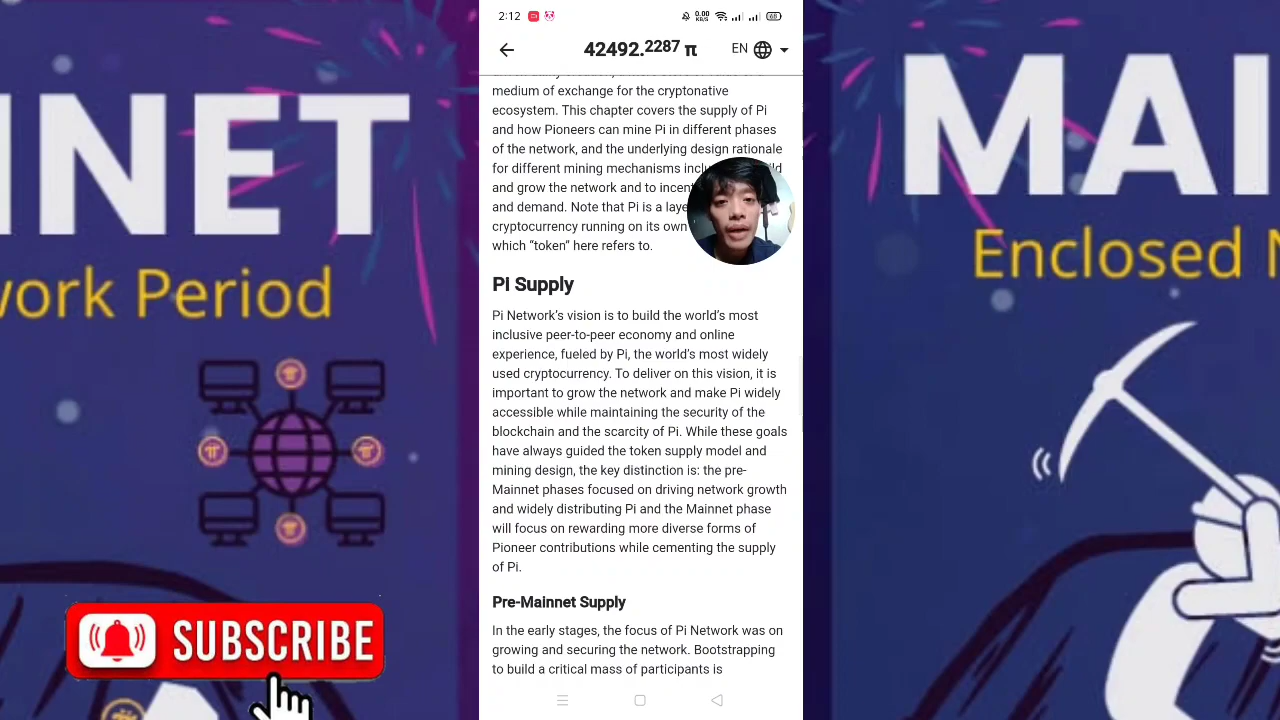 2:12
0.00
KB/S
68
42492.2287 π
EN
medium of exchange for the cryptonative
ecosystem. This chapter covers the supply of Pi
and how Pioneers can mine Pi in different phases
of the network, and the underlying design rationale
for different mining mechanisms
and grow the network and to
and demand. Note that Pi is a
cryptocurrency running on its own
which “token” here refers to.
Pi Supply
Pi Network’s vision is to build the world’s most
inclusive peer-to-peer economy and online
experience, fueled by Pi, the world’s most widely
used cryptocurrency. To deliver on this vision, it is
important to grow the network and make Pi widely
accessible while maintaining the security of the
blockchain and the scarcity of Pi. While these goals
have always guided the token supply model and
mining design, the key distinction is: the pre-
Mainnet phases focused on driving network growth
and widely distributing Pi and the Mainnet phase
will focus on rewarding more diverse forms of
Pioneer contributions while cementing the supply
of Pi.
Pre-Mainnet Supply
In the early stages, the focus of Pi Network was on
growing and securing the network. Bootstrapping
to build a critical mass of participants is
NET
Period
SUBSCRIBE
MAI
Enclosed